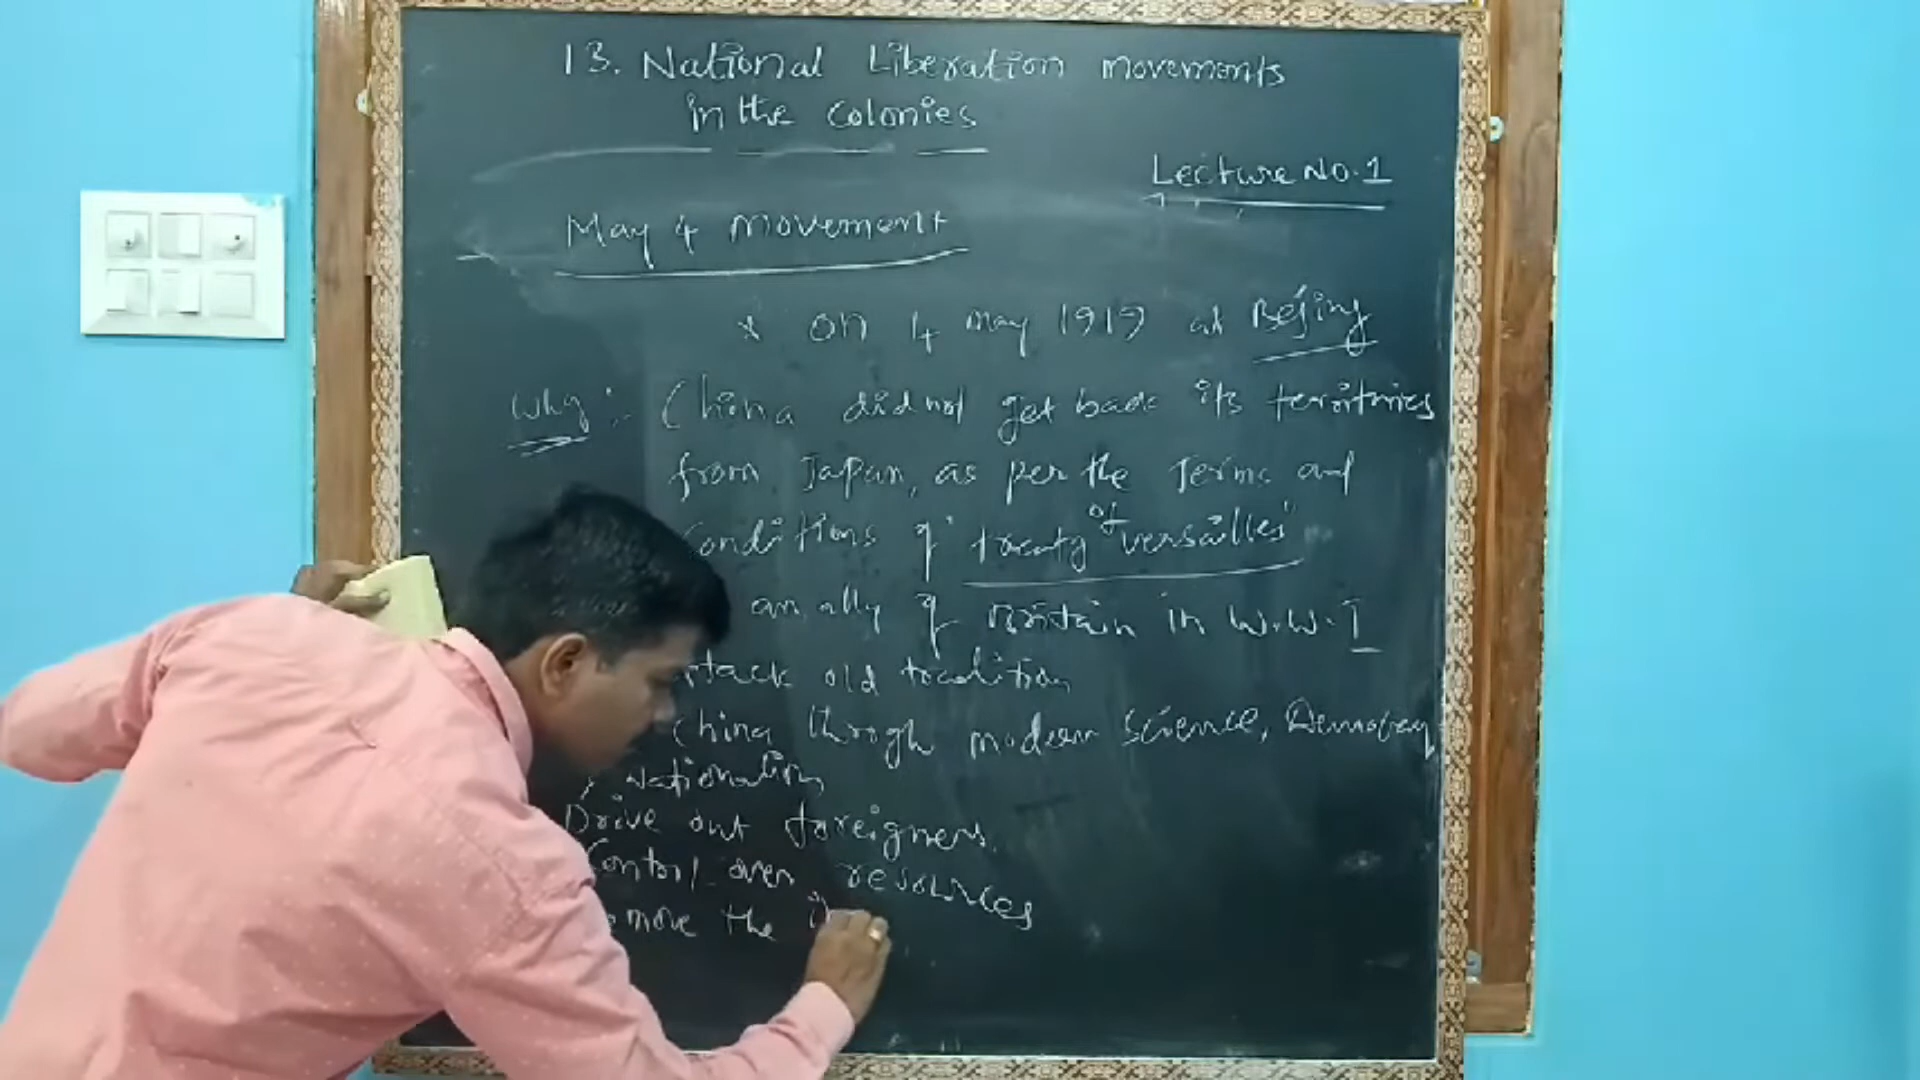 13. National Liberation movements
in the colonies
Lecture No. 1
May 4 movement
* on 4 may 1919 at Bejing
Why :- China did not get back its territories
from Japan, as per the Terms and
conditions of "treaty of versailles"
an ally of Britain in W.W.I
old tradition
China throgh modern science, Democracy
, Nationalism
Drive out foreigners.
Control over resources
the